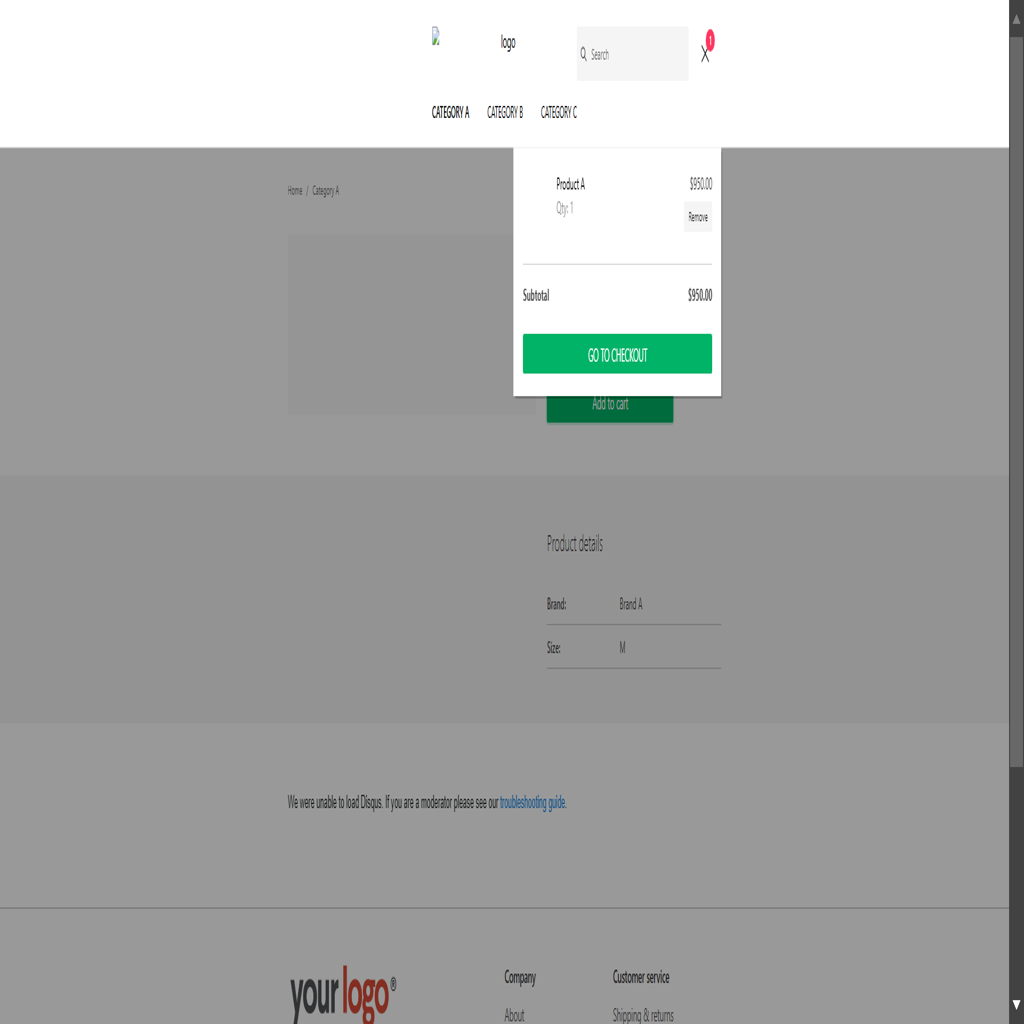 logo
Search
1
CATEGORY A
CATEGORY B
CATEGORY C
Home / Category A
Product A
$950.00
Qty: 1
Remove
Subtotal
$950.00
GO TO CHECKOUT
Add to cart
Product details
Brand:
Brand A
Size:
M
We were unable to load Disqus. If you are a moderator please see our troubleshooting guide.
yourlogo®
Company
Customer service
About
Shipping & returns